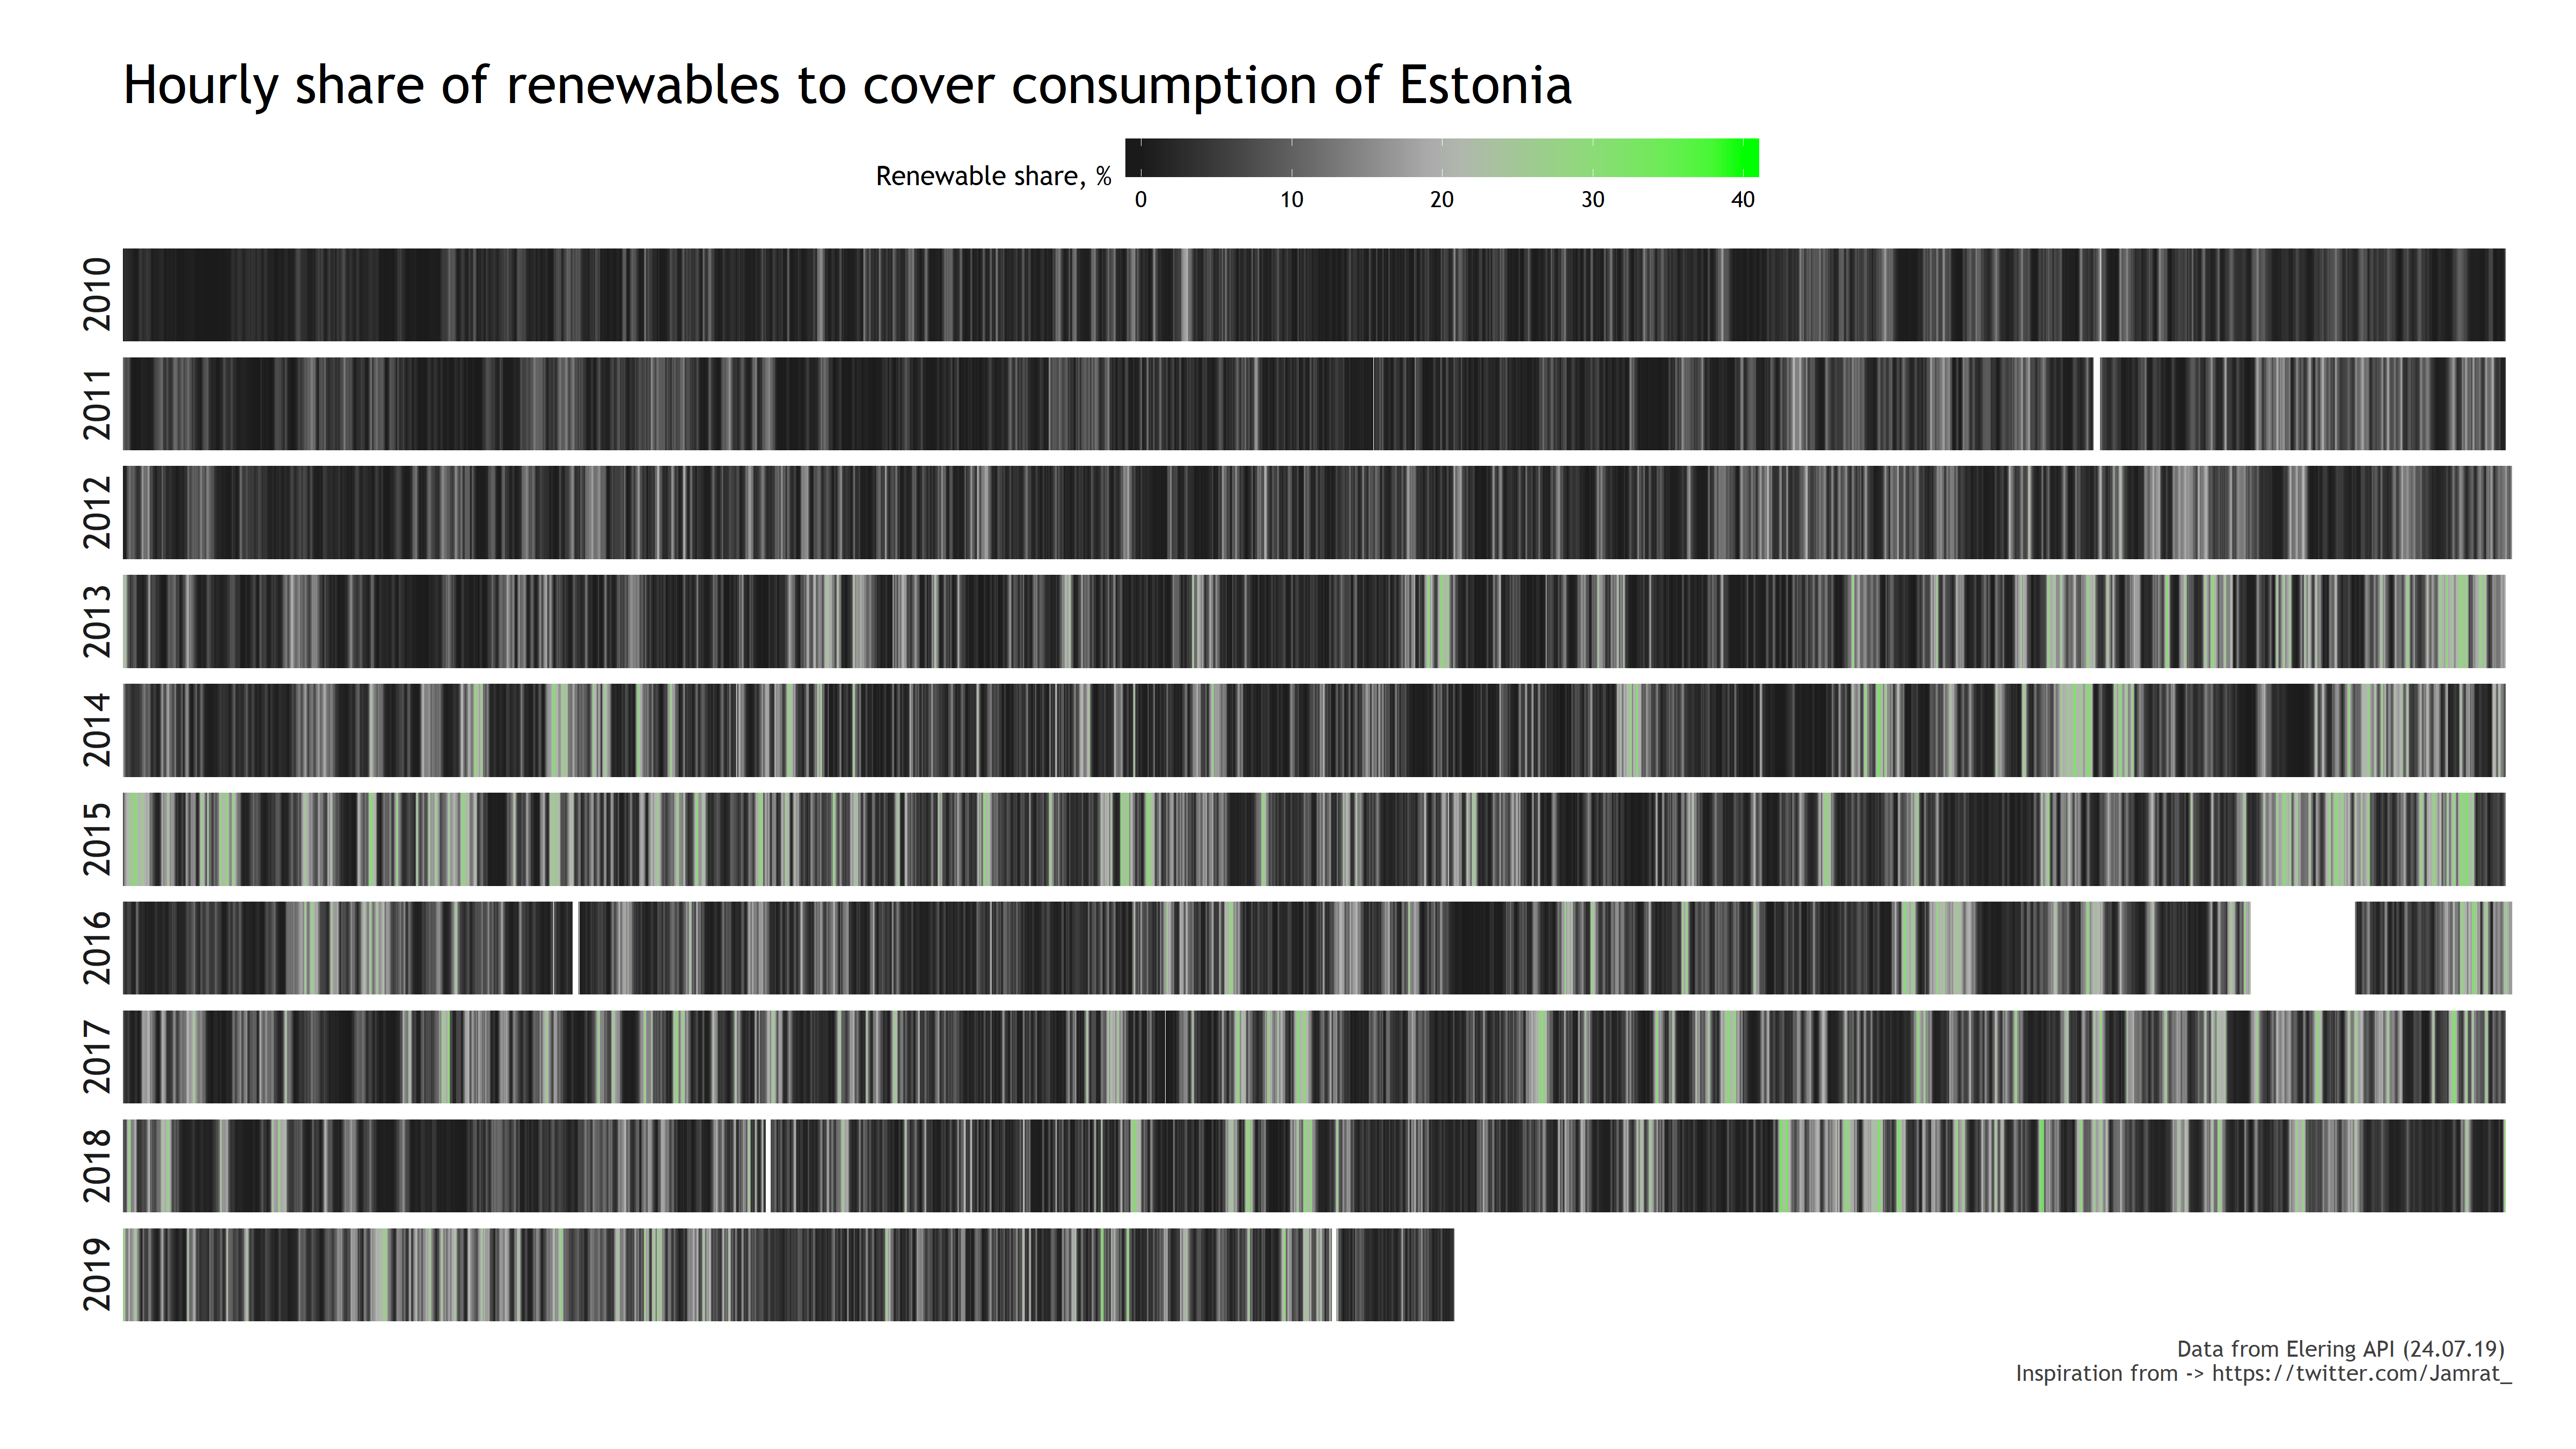 Hourly share of renewables to cover consumption of Estonia
Renewable share, %
0 10 20 30 40
2010
2011
2012
2013
2014
2015
2016
2017
2018
2019
Data from Elering API (24.07.19)
Inspiration from -> https://twitter.com/Jamrat_